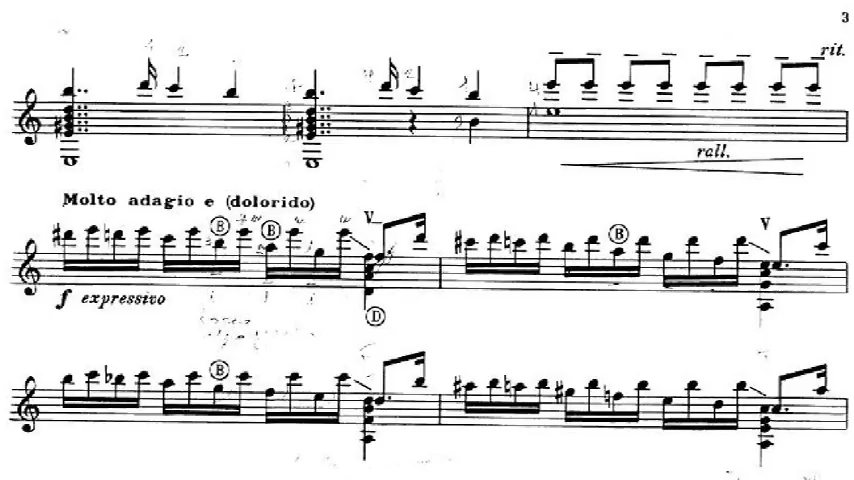 3
rit.
rall.
Molto adagio e (dolorido)
B B V B V
f expressivo
D
B